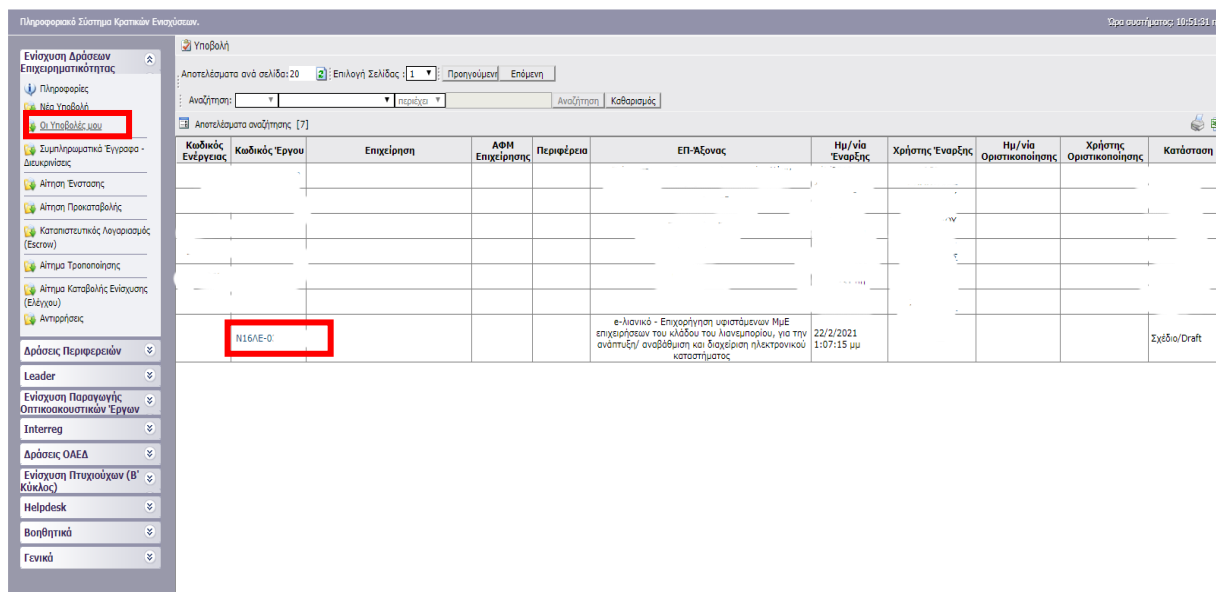 Πληροφοριακό Σύστημα Κρατικών Ενισχύσεων.
Ώρα συστήματος: 10:51:31 π
Ενίσχυση Δράσεων
Επιχειρηματικότητας
Πληροφορίες
Νέα Υποβολή
Οι Υποβολές μου
Συμπληρωματικά Έγγραφα -
Διευκρινίσεις
Αίτηση Ένστασης
Αίτηση Προκαταβολής
Καταπιστευτικός Λογαριασμός
(Escrow)
Αίτημα Τροποποίησης
Αίτημα Καταβολής Ενίσχυσης
(Ελέγχου)
Αντιρρήσεις
Δράσεις Περιφερειών
Leader
Ενίσχυση Παραγωγής
Οπτικοακουστικών Έργων
Interreg
Δράσεις ΟΑΕΔ
Ενίσχυση Πτυχιούχων (Β'
Κύκλος)
Helpdesk
Βοηθητικά
Γενικά
Υποβολή
Αποτελέσματα ανά σελίδα: 20 Επιλογή Σελίδας : 1 Προηγούμενη Επόμενη
Αναζήτηση: περιέχει Αναζήτηση Καθαρισμός
Αποτελέσματα αναζήτησης [7]
Κωδικός Ενέργειας Κωδικός Έργου Επιχείρηση ΑΦΜ Επιχείρησης Περιφέρεια ΕΠ-Άξονας Ημ/νία Έναρξης Χρήστης Έναρξης Ημ/νία Οριστικοποίησης Χρήστης Οριστικοποίησης Κατάσταση
Ν16ΛΕ-0
e-λιανικό - Επιχορήγηση υφιστάμενων ΜμΕ
επιχειρήσεων του κλάδου του λιανεμπορίου, για την
ανάπτυξη/ αναβάθμιση και διαχείριση ηλεκτρονικού
καταστήματος
22/2/2021
1:07:15 μμ
Σχέδιο/Draft